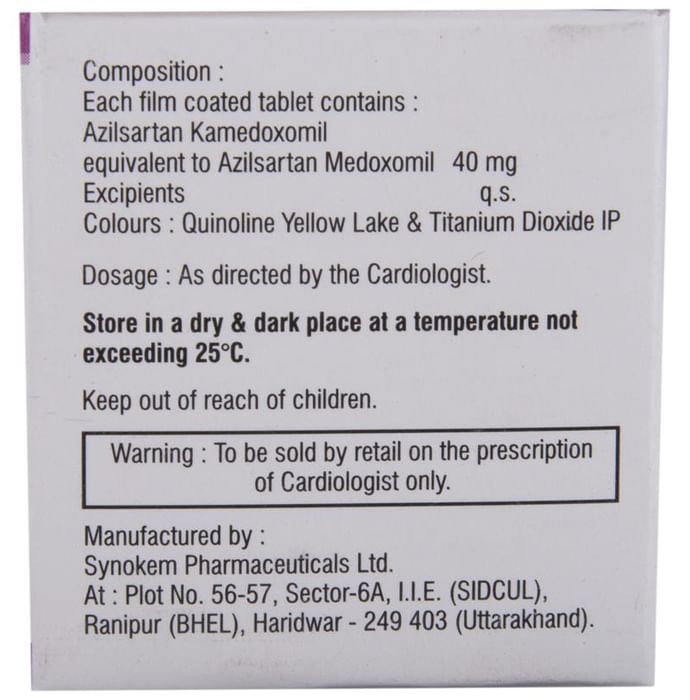 Composition :
Each film coated tablet contains :
Azilsartan Kamedoxomil
equivalent to Azilsartan Medoxomil 40 mg
Excipients q.s.
Colours : Quinoline Yellow Lake & Titanium Dioxide IP
Dosage : As directed by the Cardiologist.
Store in a dry & dark place at a temperature not
exceeding 25°C.
Keep out of reach of children.
Warning : To be sold by retail on the prescription
of Cardiologist only.
Manufactured by :
Synokem Pharmaceuticals Ltd.
At : Plot No. 56-57, Sector-6A, I.I.E. (SIDCUL),
Ranipur (BHEL), Haridwar - 249 403 (Uttarakhand).